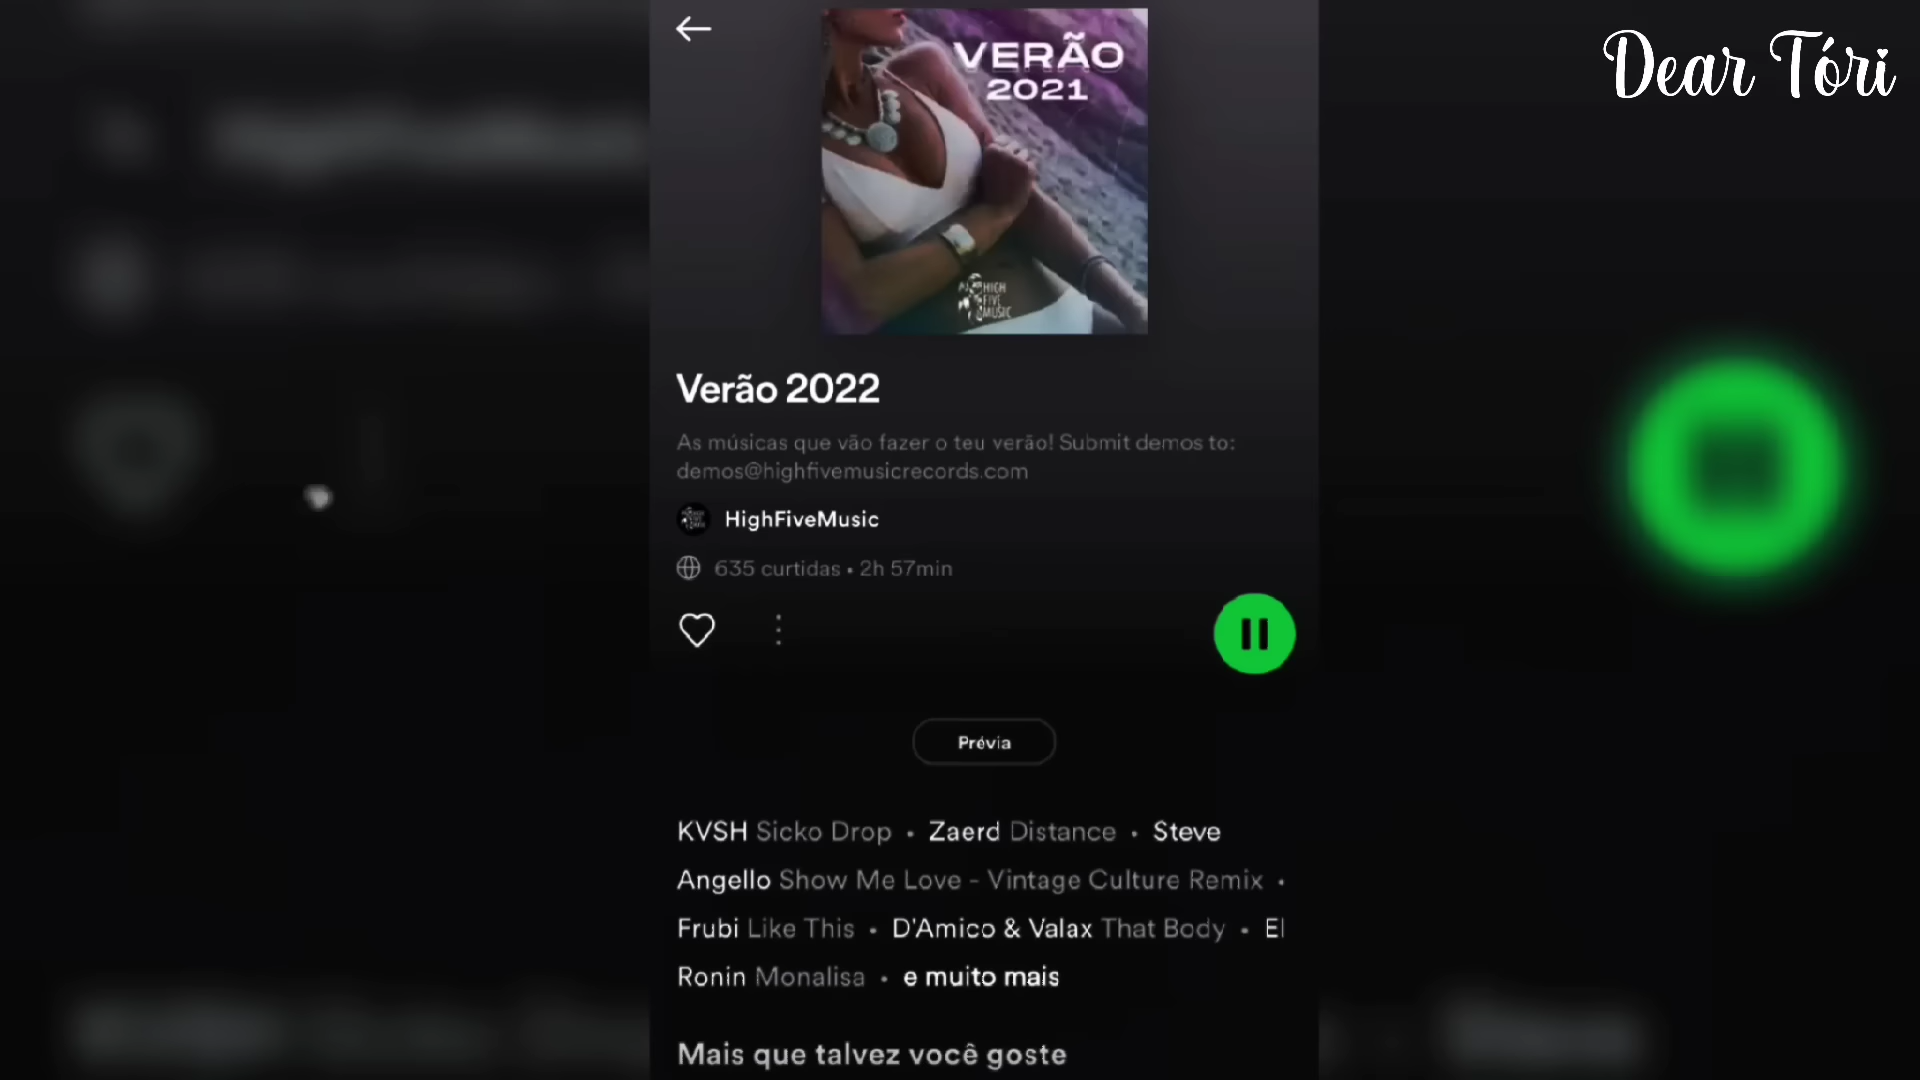 Dear Tóri
VERÃO
2021
HIGH
FIVE
MUSIC
Verão 2022
As músicas que vão fazer o teu verão! Submit demos to:
demos@highfivemusicrecords.com
HighFiveMusic
635 curtidas • 2h 57min
Prévia
KVSH Sicko Drop • Zaerd Distance • Steve
Angello Show Me Love - Vintage Culture Remix •
Frubi Like This • D'Amico & Valax That Body • El
Ronin Monalisa • e muito mais
Mais que talvez você goste